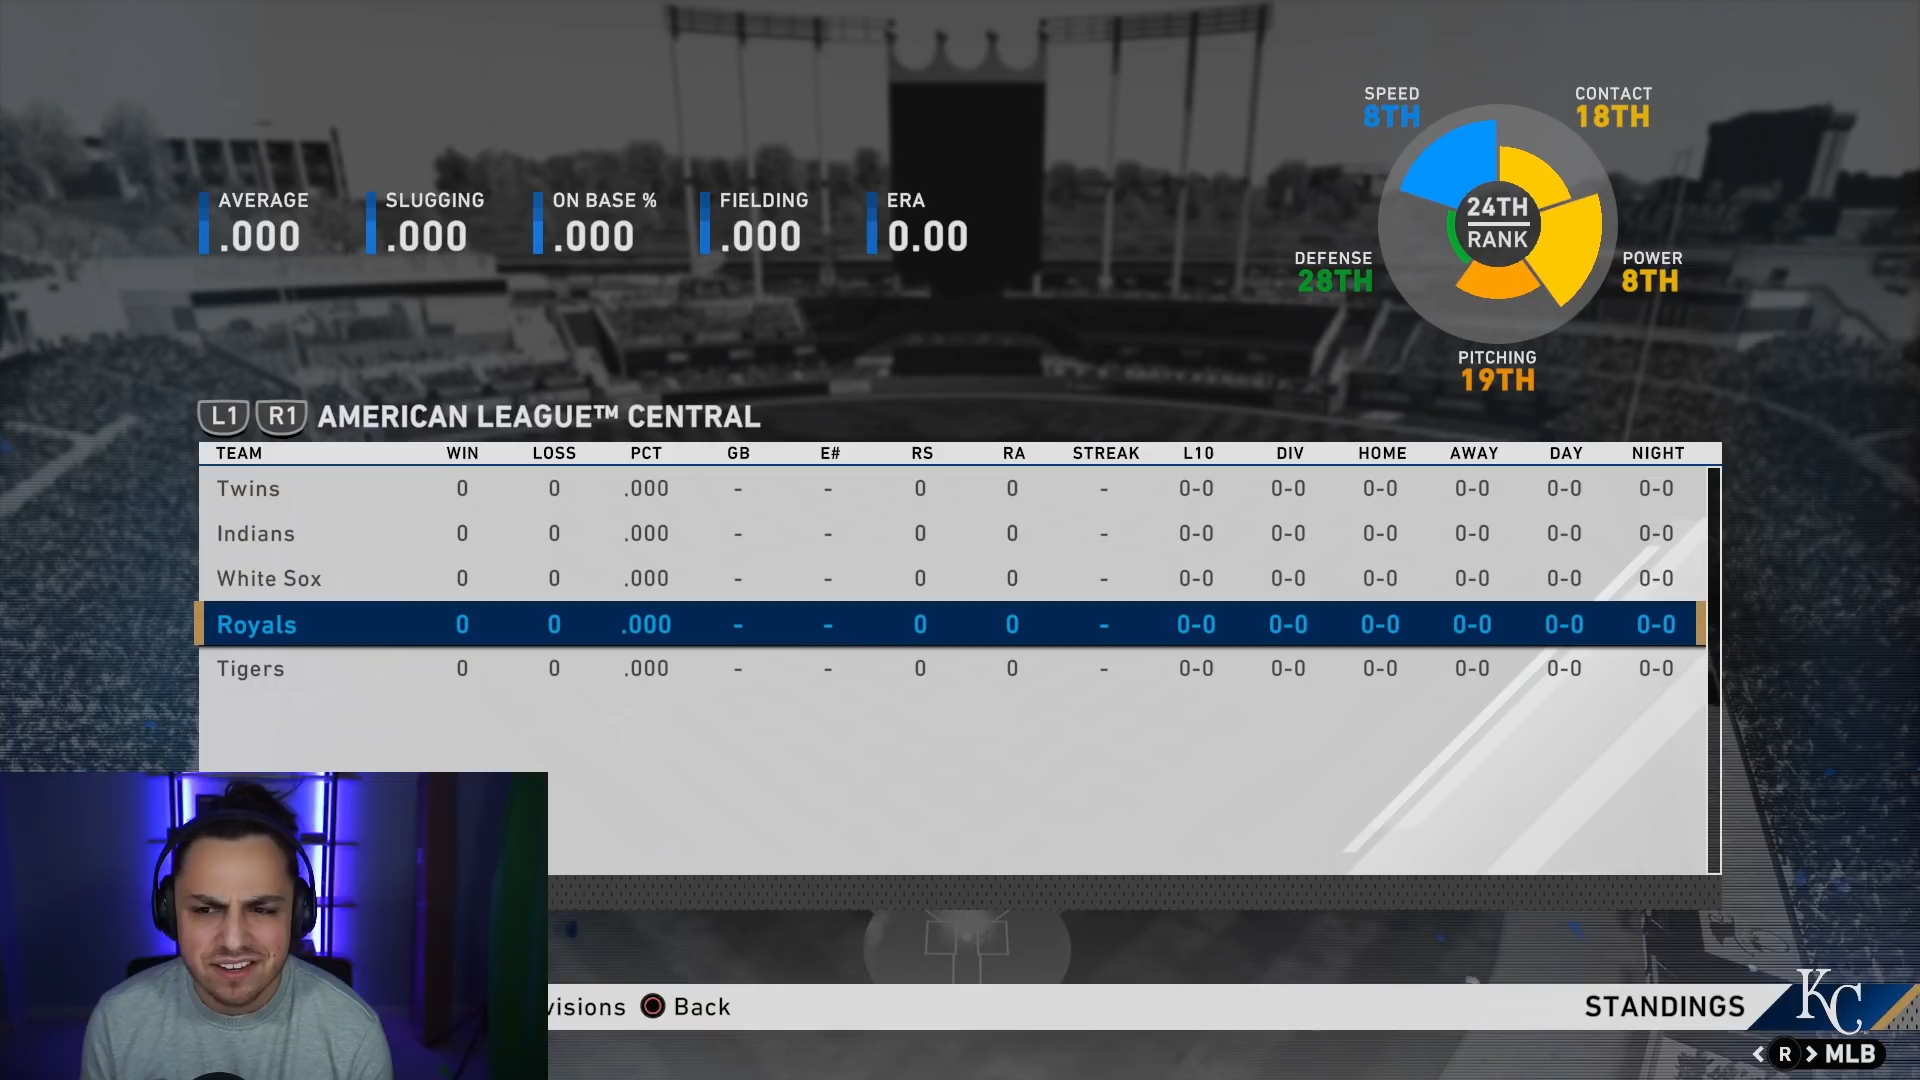 SPEED
8TH
CONTACT
18TH
AVERAGE
.000
SLUGGING
.000
ON BASE %
.000
FIELDING
.000
ERA
0.00
24TH
RANK
DEFENSE
28TH
POWER
8TH
PITCHING
19TH
L1 R1 AMERICAN LEAGUE™ CENTRAL
TEAM WIN LOSS PCT GB E# RS RA STREAK L10 DIV HOME AWAY DAY NIGHT
Twins 0 0 .000 - - 0 0 - 0-0 0-0 0-0 0-0 0-0 0-0
Indians 0 0 .000 - - 0 0 - 0-0 0-0 0-0 0-0 0-0 0-0
White Sox 0 0 .000 - - 0 0 - 0-0 0-0 0-0 0-0 0-0 0-0
Royals 0 0 .000 - - 0 0 - 0-0 0-0 0-0 0-0 0-0 0-0
Tigers 0 0 .000 - - 0 0 - 0-0 0-0 0-0 0-0 0-0 0-0
visions Back
STANDINGS
KC
< R > MLB